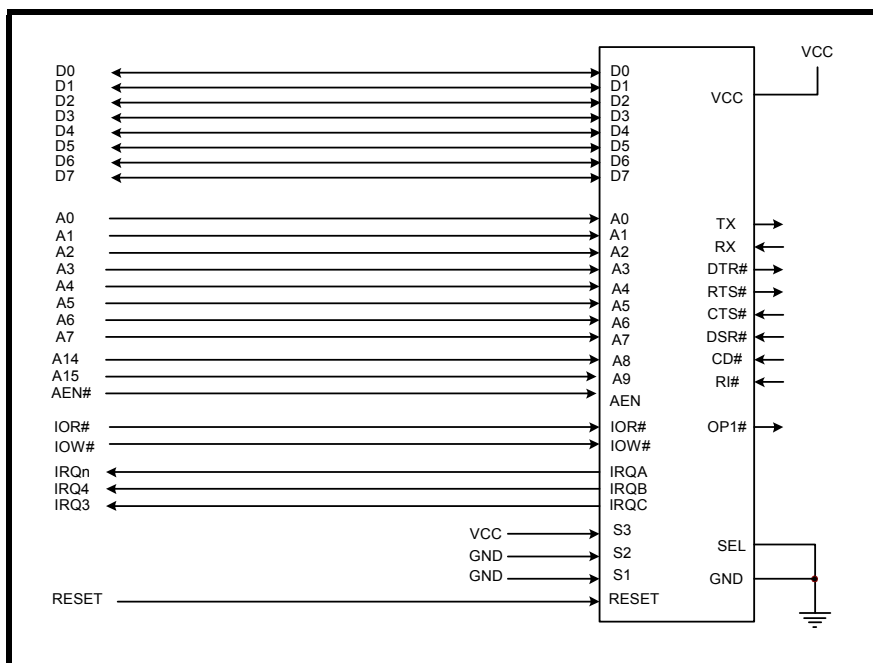 VCC
D0 D0
D1 D1
D2 D2 VCC
D3 D3
D4 D4
D5 D5
D6 D6
D7 D7
A0 A0 TX
A1 A1
A2 A2 RX
A3 A3 DTR#
A4 A4 RTS#
A5 A5
A6 A6 CTS#
A7 A7 DSR#
A14 A8 CD#
A15 A9 RI#
AEN# AEN
IOR# IOR# OP1#
IOW# IOW#
IRQn IRQA
IRQ4 IRQB
IRQ3 IRQC
VCC S3
GND S2 SEL
GND S1 GND
RESET RESET